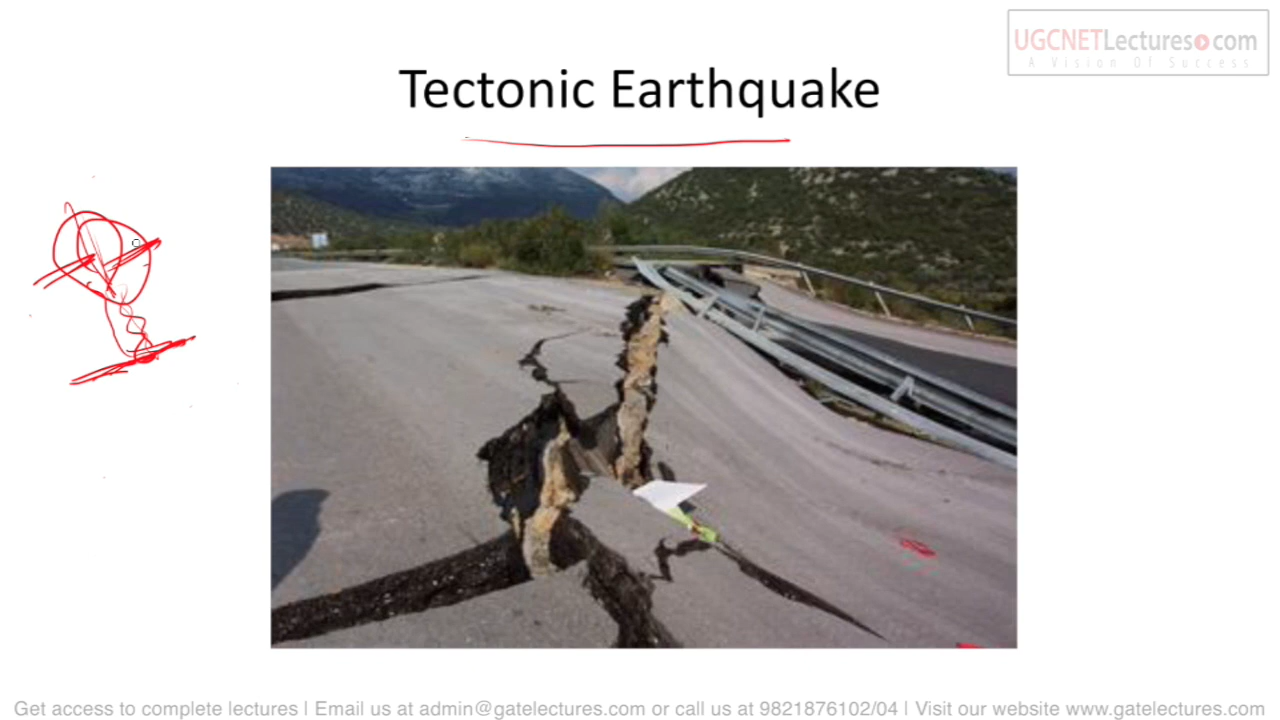 UGCNETLectures.com
A Vision Of Success
Tectonic Earthquake
Get access to complete lectures | Email us at admin@gatelectures.com or call us at 9821876102/04 | Visit our website www.gatelectures.com